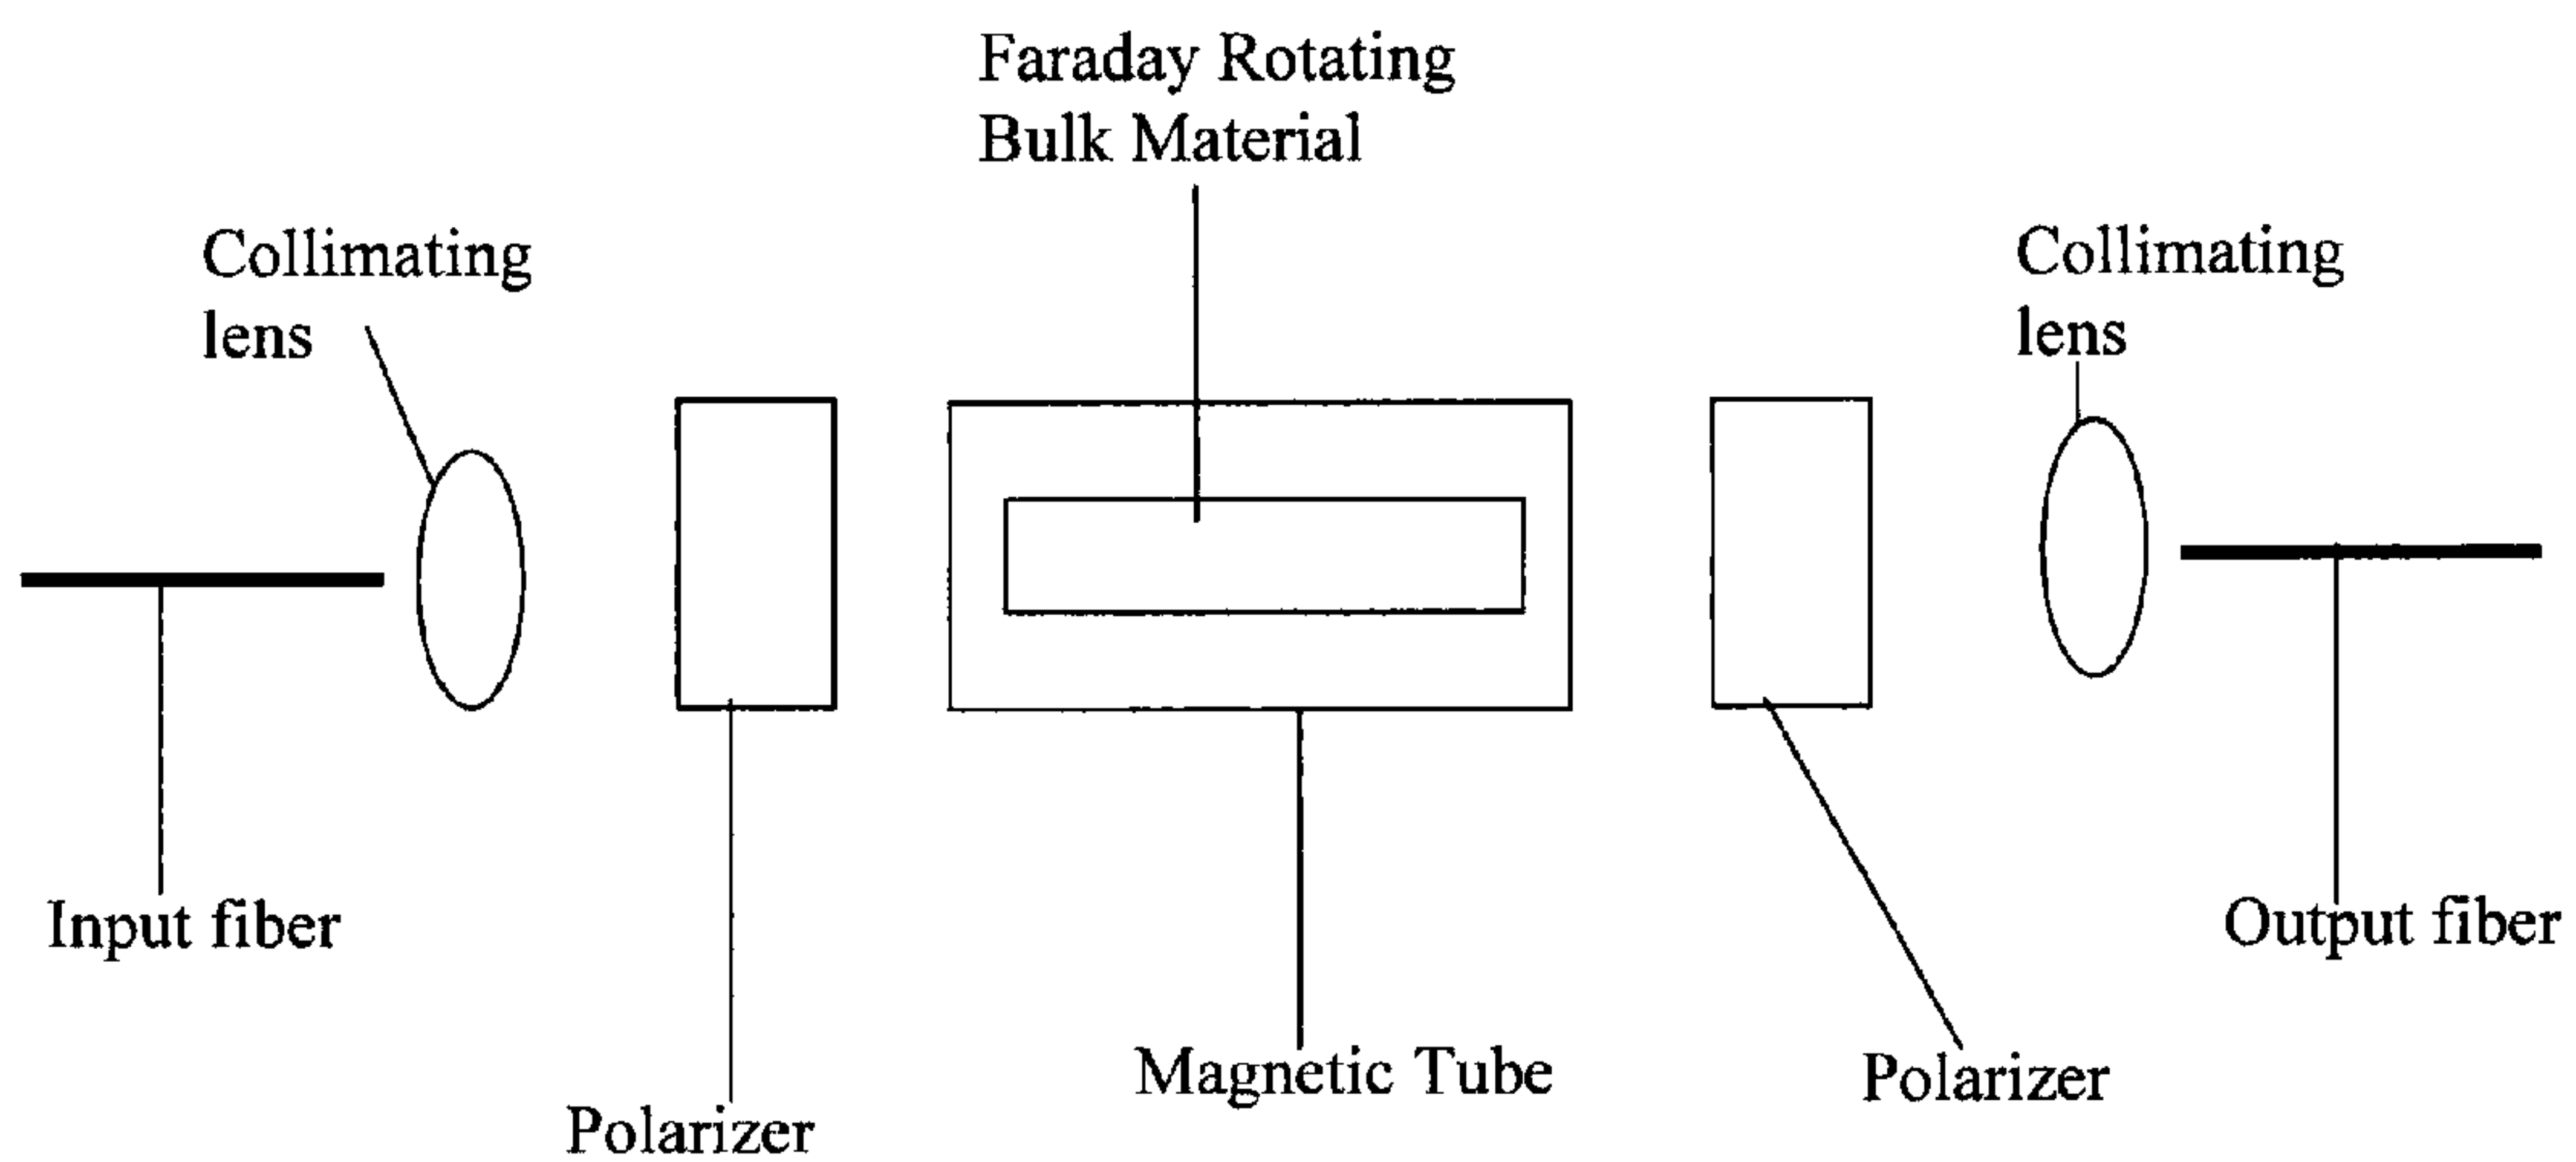 Faraday Rotating
Bulk Material
Collimating
lens
Collimating
lens
Input fiber
Output fiber
Magnetic Tube
Polarizer
Polarizer